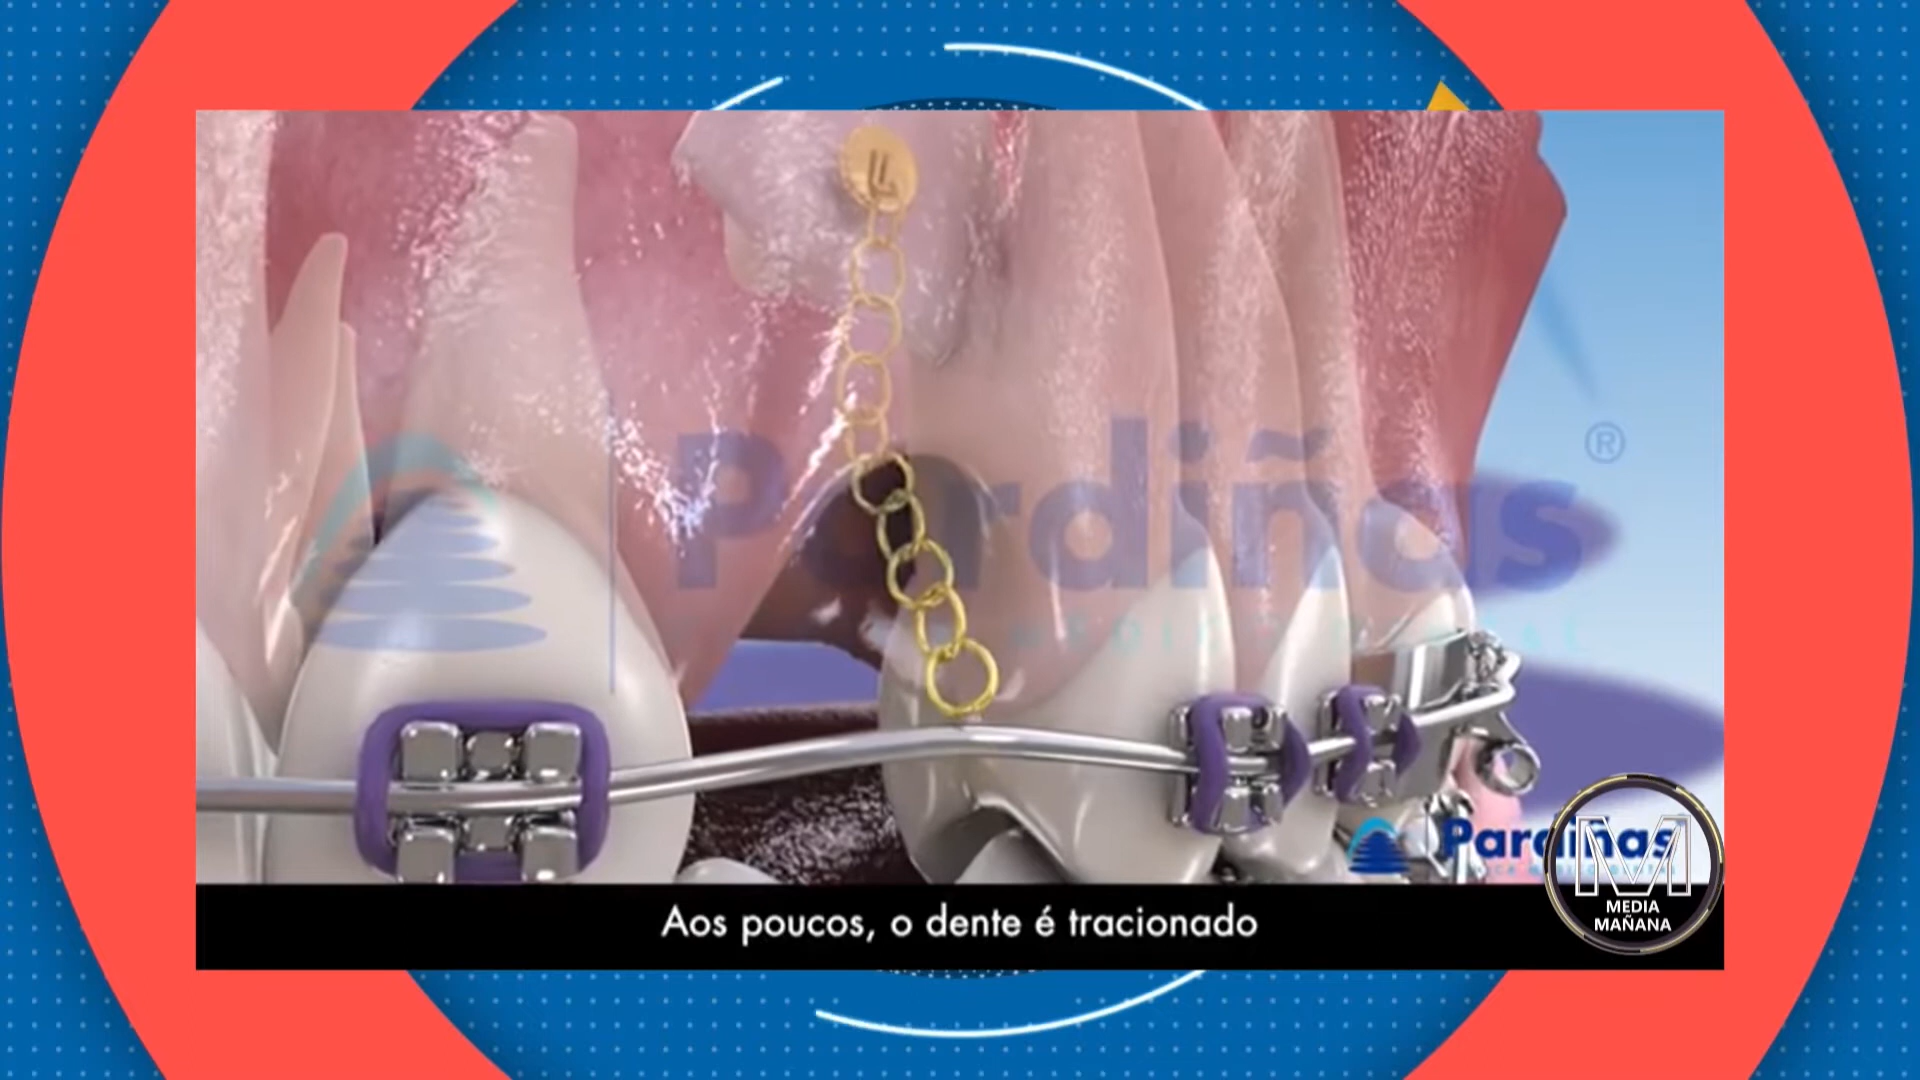 Pardiñas
®
Pardiñas
MEDIA
MAÑANA
Aos poucos, o dente é tracionado